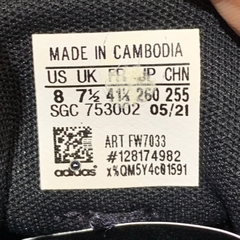 MADE IN CAMBODIA
US UK FR JP CHN
8 7½ 41⅓ 260 255
SGC 753002 05/21
ART FW7033
#128174982
adidas x%QM5Y4c01591